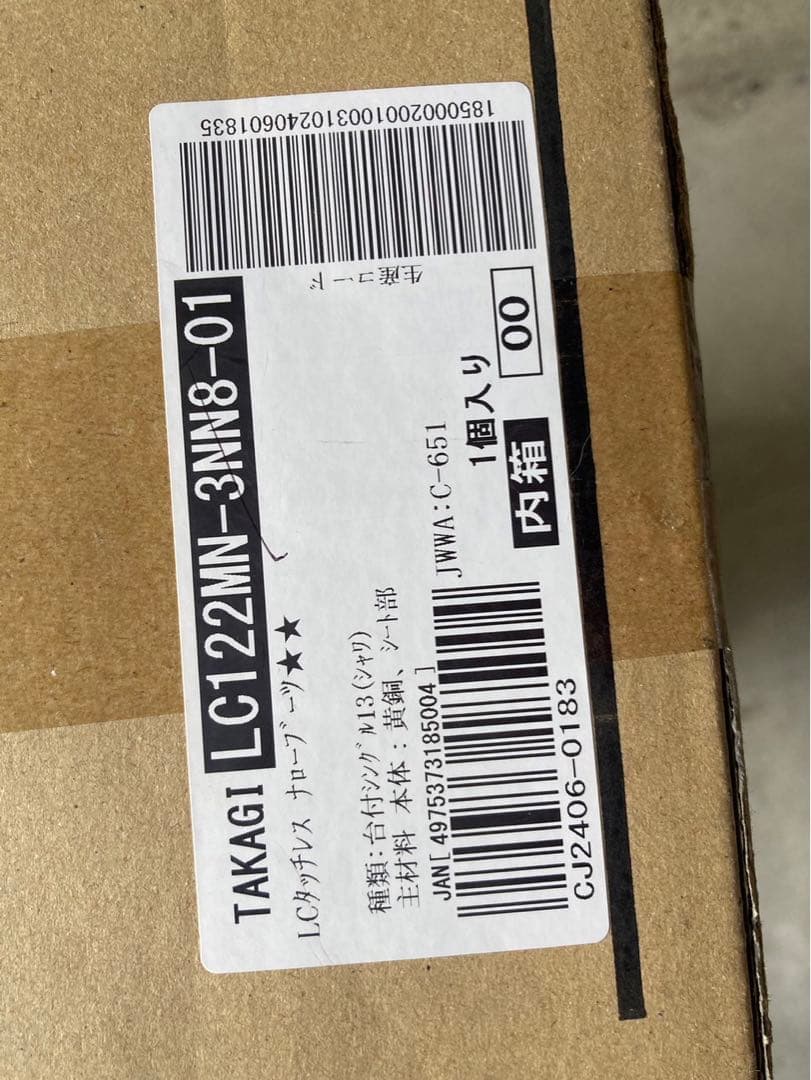 TAKAGI LC122MN-3NN8-01
LCタッチレス ナローブーツ★★
種類:台付シングル13(シャワ)
主材料 本体:黄銅、シート部
JAN[ 4975373185004 ]
JWWA:C-651
1個入り
内箱
00
CJ2406-0183
生産コード
185000200100310240601835